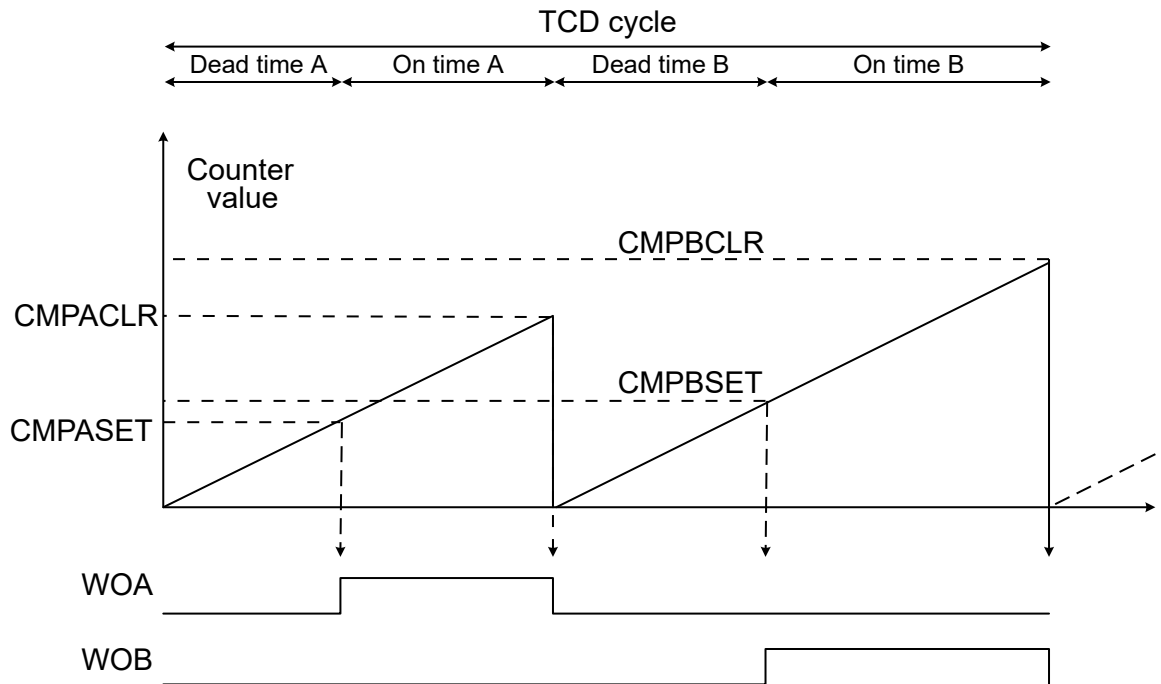 TCD cycle
Dead time A On time A Dead time B On time B
Counter
value
CMPBCLR
CMPACLR
CMPBSET
CMPASET
WOA
WOB